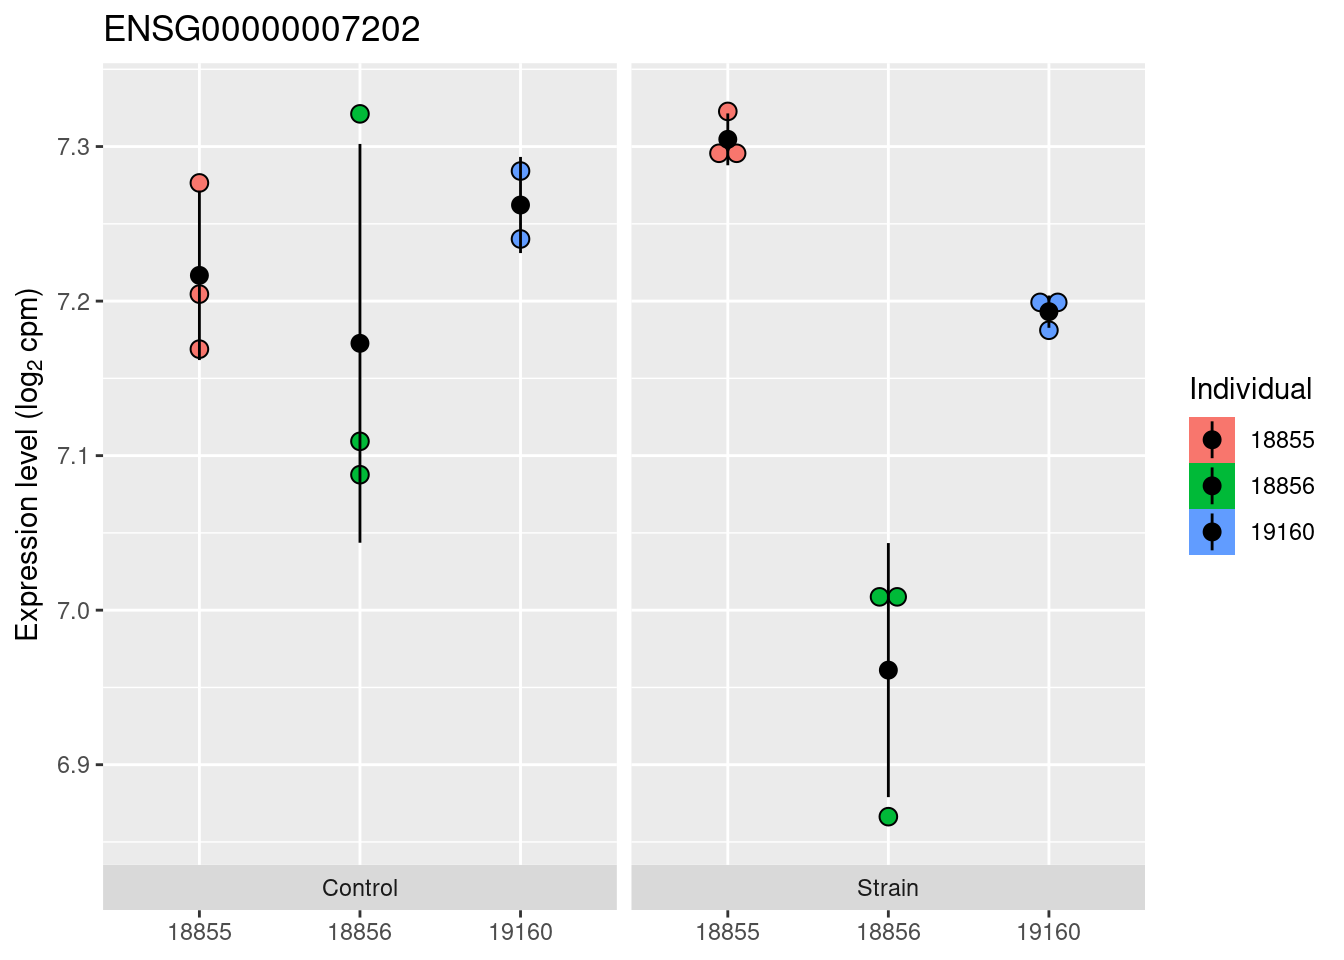 ENSG00000007202
Expression level (log2 cpm)
7.3
7.2
7.1
7.0
6.9
Control
Strain
18855
18856
19160
18855
18856
19160
Individual
18855
18856
19160